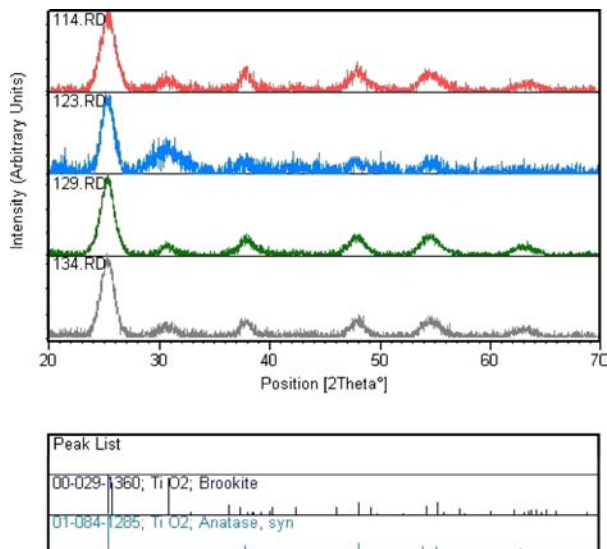 114.RD
123.RD
129.RD
134.RD
Intensity (Arbitrary Units)
20 30 40 50 60 70
Position [2Theta°]
Peak List
00-029-1360; Ti O2; Brookite
01-084-1285; Ti O2; Anatase, syn